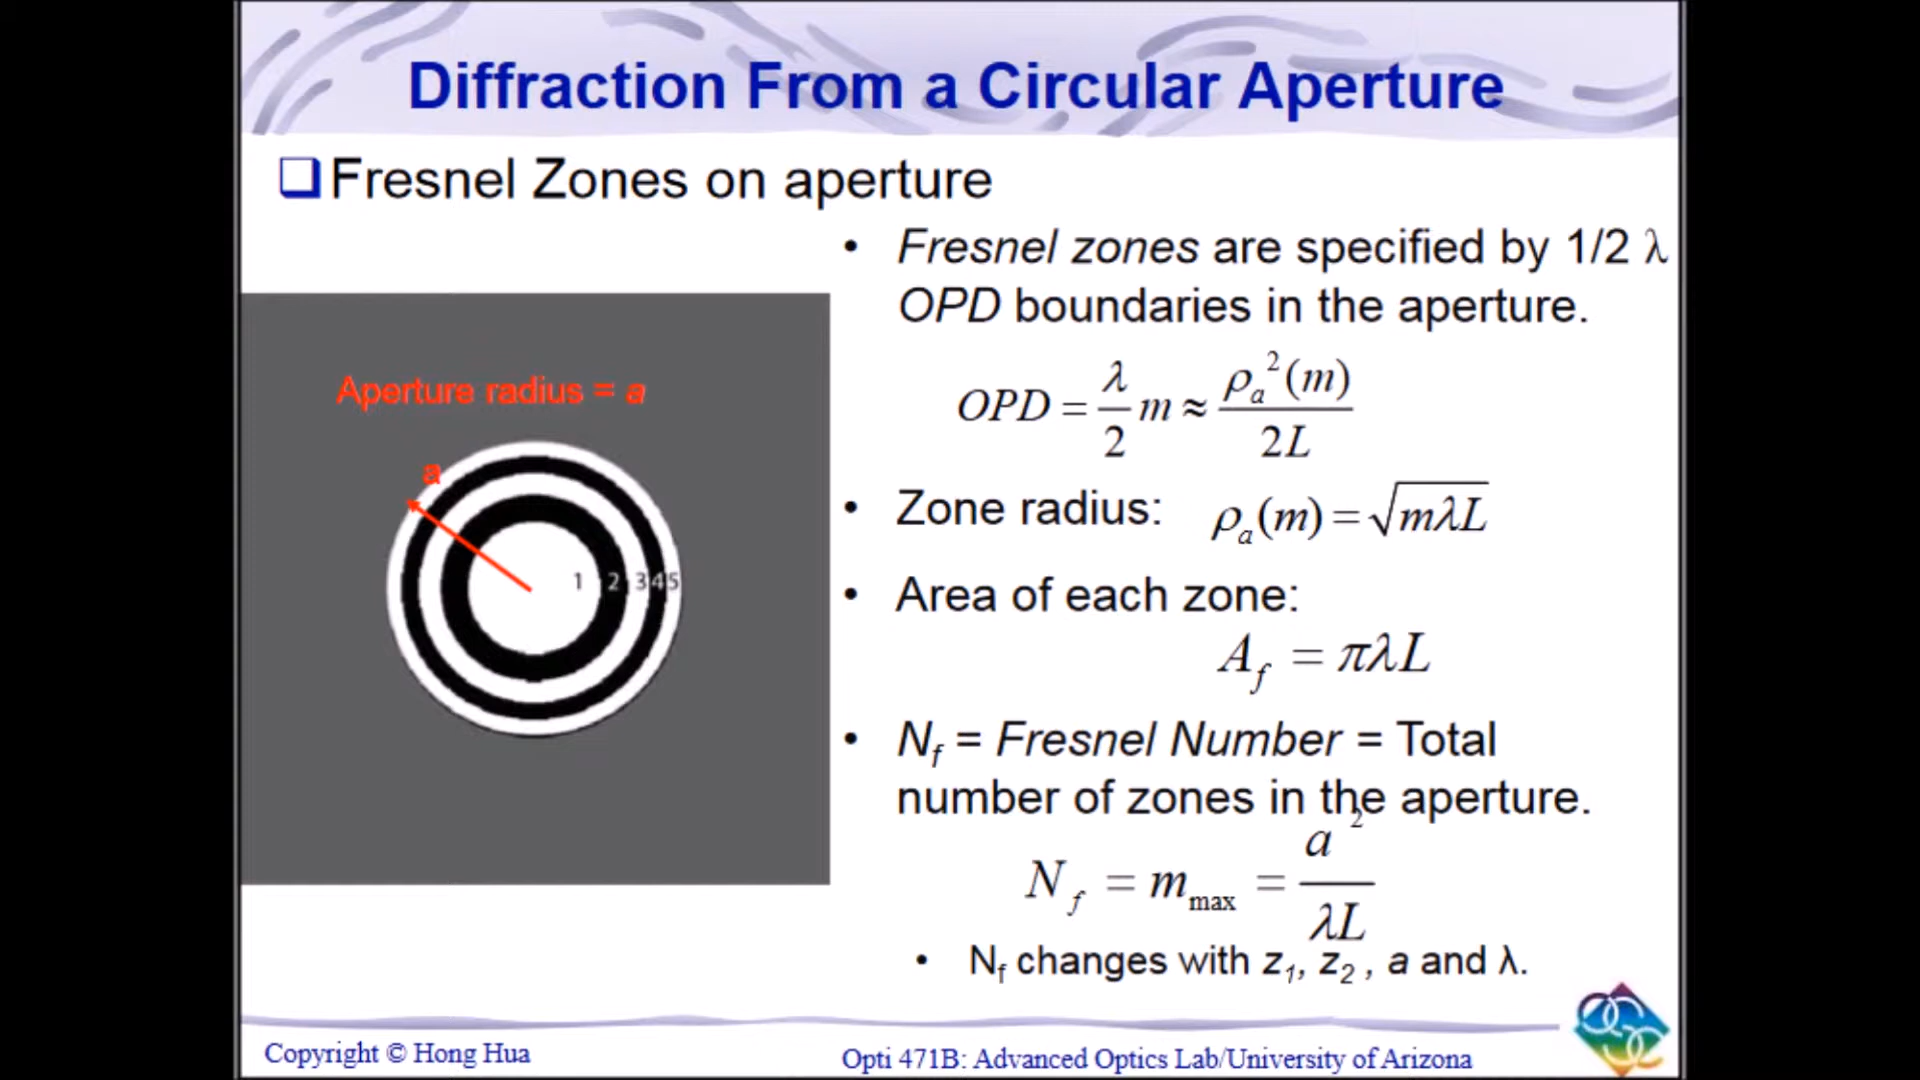 Diffraction From a Circular Aperture
❑ Fresnel Zones on aperture
Aperture radius = a
a
1 2 3 4 5
• Fresnel zones are specified by 1/2 λ
OPD boundaries in the aperture.
OPD = λ/2 m ≈ ρₐ²(m)/2L
• Zone radius: ρₐ(m) = √mλL
• Area of each zone:
A_f = πλL
• N_f = Fresnel Number = Total
number of zones in the aperture.
N_f = m_max = a²/λL
• N_f changes with z₁, z₂ , a and λ.
Copyright © Hong Hua
Opti 471B: Advanced Optics Lab/University of Arizona